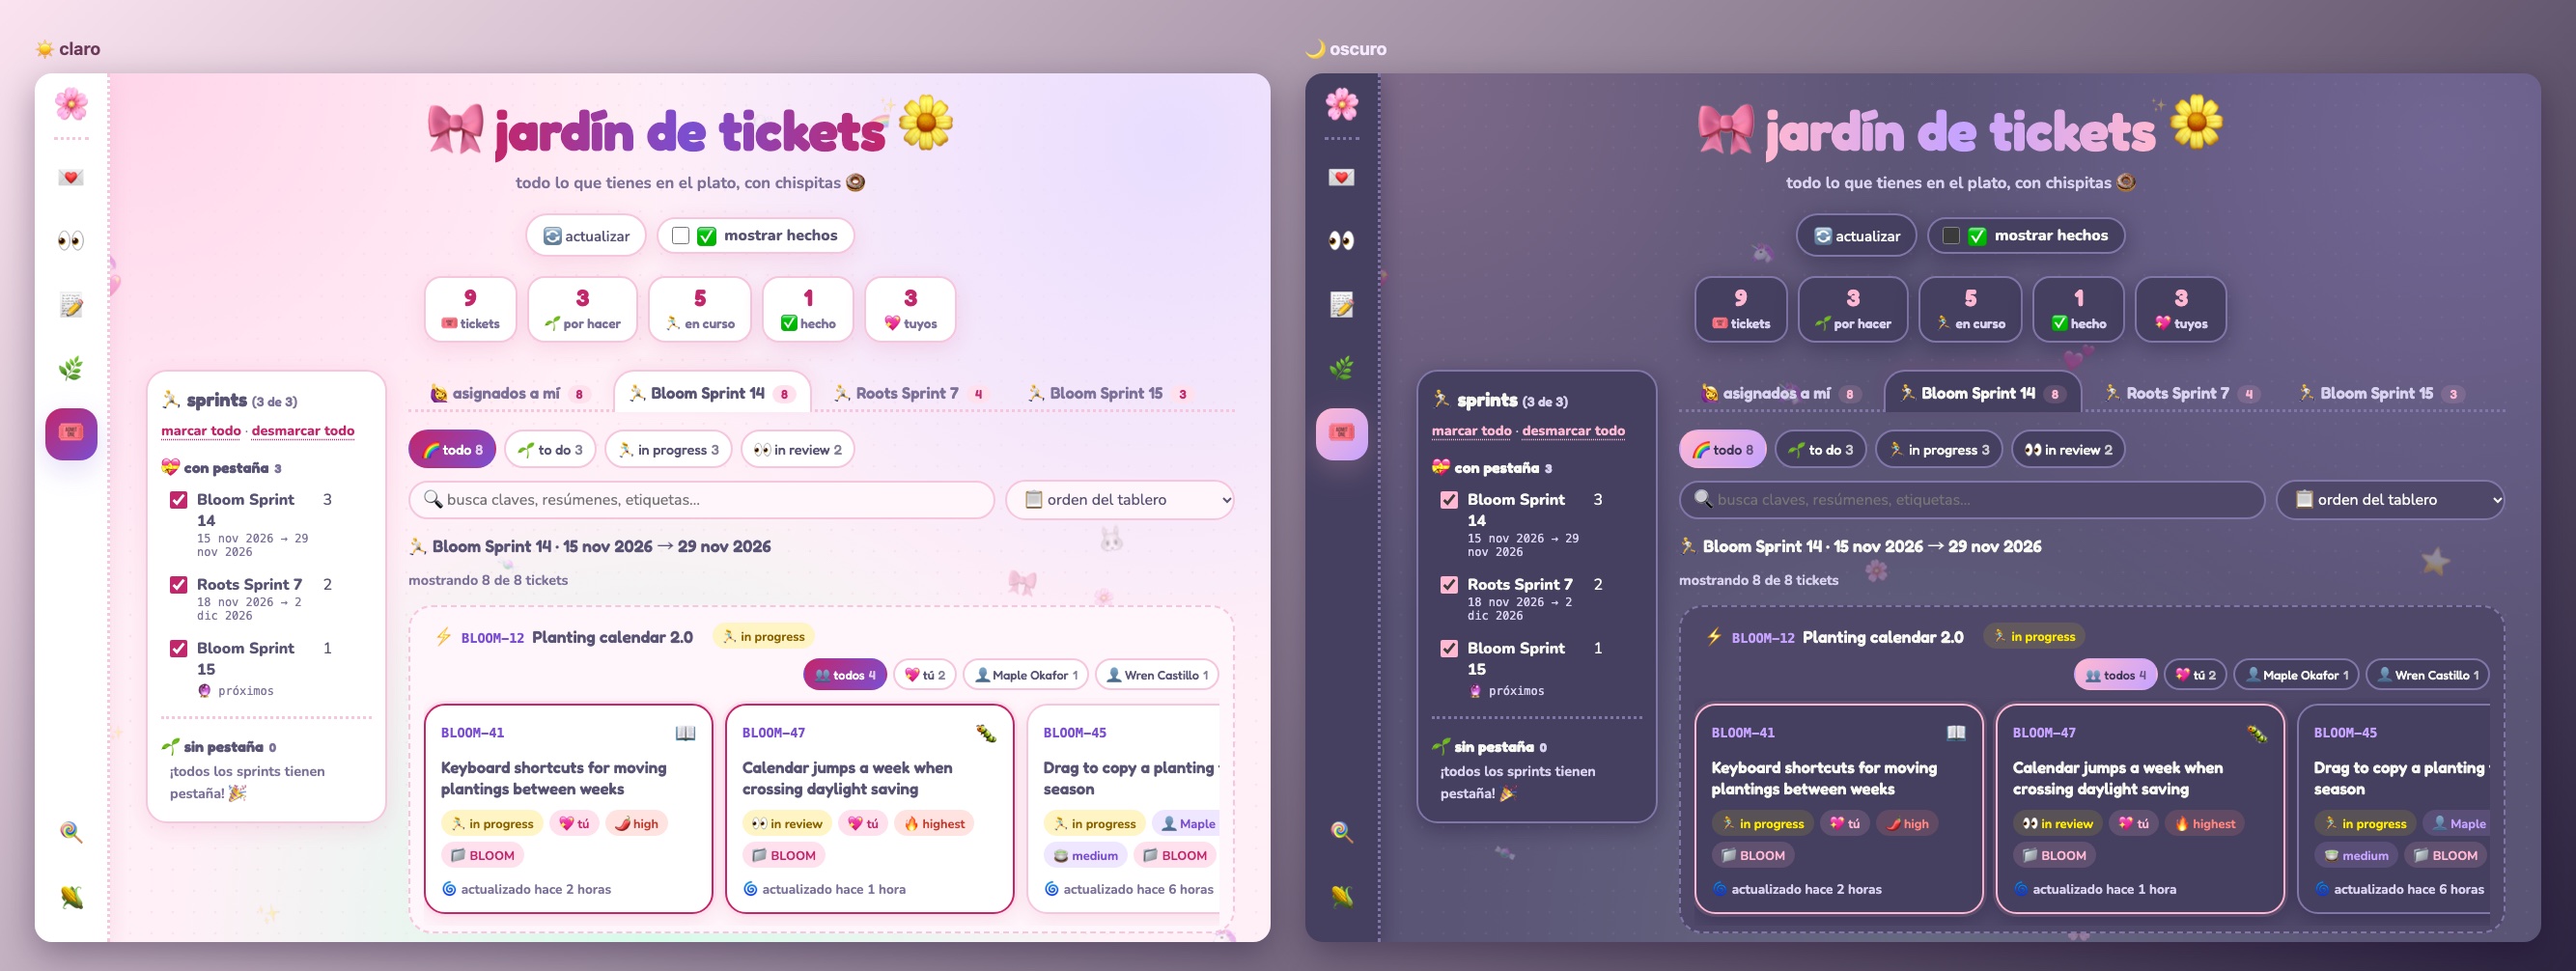 claro
jardín de tickets
todo lo que tienes en el plato, con chispitas
actualizar
mostrar hechos
9 3 5 1 3
tickets por hacer en curso hecho tuyos
sprints (3 de 3)
marcar todo · desmarcar todo
con pestaña 3
Bloom Sprint 3
14
15 nov 2026 → 29
nov 2026
Roots Sprint 7 2
18 nov 2026 → 2
dic 2026
Bloom Sprint 1
15
próximos
sin pestaña 0
¡todos los sprints tienen
pestaña!
asignados a mí 8 Bloom Sprint 14 8 Roots Sprint 7 4 Bloom Sprint 15 3
todo 8 to do 3 in progress 3 in review 2
busca claves, resúmenes, etiquetas...
orden del tablero
Bloom Sprint 14 · 15 nov 2026 → 29 nov 2026
mostrando 8 de 8 tickets
BLOOM-12 Planting calendar 2.0 in progress
todos 4 tú 2 Maple Okafor 1 Wren Castillo 1
BLOOM-41
Keyboard shortcuts for moving
plantings between weeks
in progress tú high
BLOOM
actualizado hace 2 horas
BLOOM-47
Calendar jumps a week when
crossing daylight saving
in review tú highest
BLOOM
actualizado hace 1 hora
BLOOM-45
Drag to copy a planting
season
in progress Maple
medium BLOOM
actualizado hace 6 horas
oscuro
jardín de tickets
todo lo que tienes en el plato, con chispitas
actualizar
mostrar hechos
9 3 5 1 3
tickets por hacer en curso hecho tuyos
sprints (3 de 3)
marcar todo · desmarcar todo
con pestaña 3
Bloom Sprint 3
14
15 nov 2026 → 29
nov 2026
Roots Sprint 7 2
18 nov 2026 → 2
dic 2026
Bloom Sprint 1
15
próximos
sin pestaña 0
¡todos los sprints tienen
pestaña!
asignados a mí 8 Bloom Sprint 14 8 Roots Sprint 7 4 Bloom Sprint 15 3
todo 8 to do 3 in progress 3 in review 2
busca claves, resúmenes, etiquetas...
orden del tablero
Bloom Sprint 14 · 15 nov 2026 → 29 nov 2026
mostrando 8 de 8 tickets
BLOOM-12 Planting calendar 2.0 in progress
todos 4 tú 2 Maple Okafor 1 Wren Castillo 1
BLOOM-41
Keyboard shortcuts for moving
plantings between weeks
in progress tú high
BLOOM
actualizado hace 2 horas
BLOOM-47
Calendar jumps a week when
crossing daylight saving
in review tú highest
BLOOM
actualizado hace 1 hora
BLOOM-45
Drag to copy a planting
season
in progress Maple
medium BLOOM
actualizado hace 6 horas